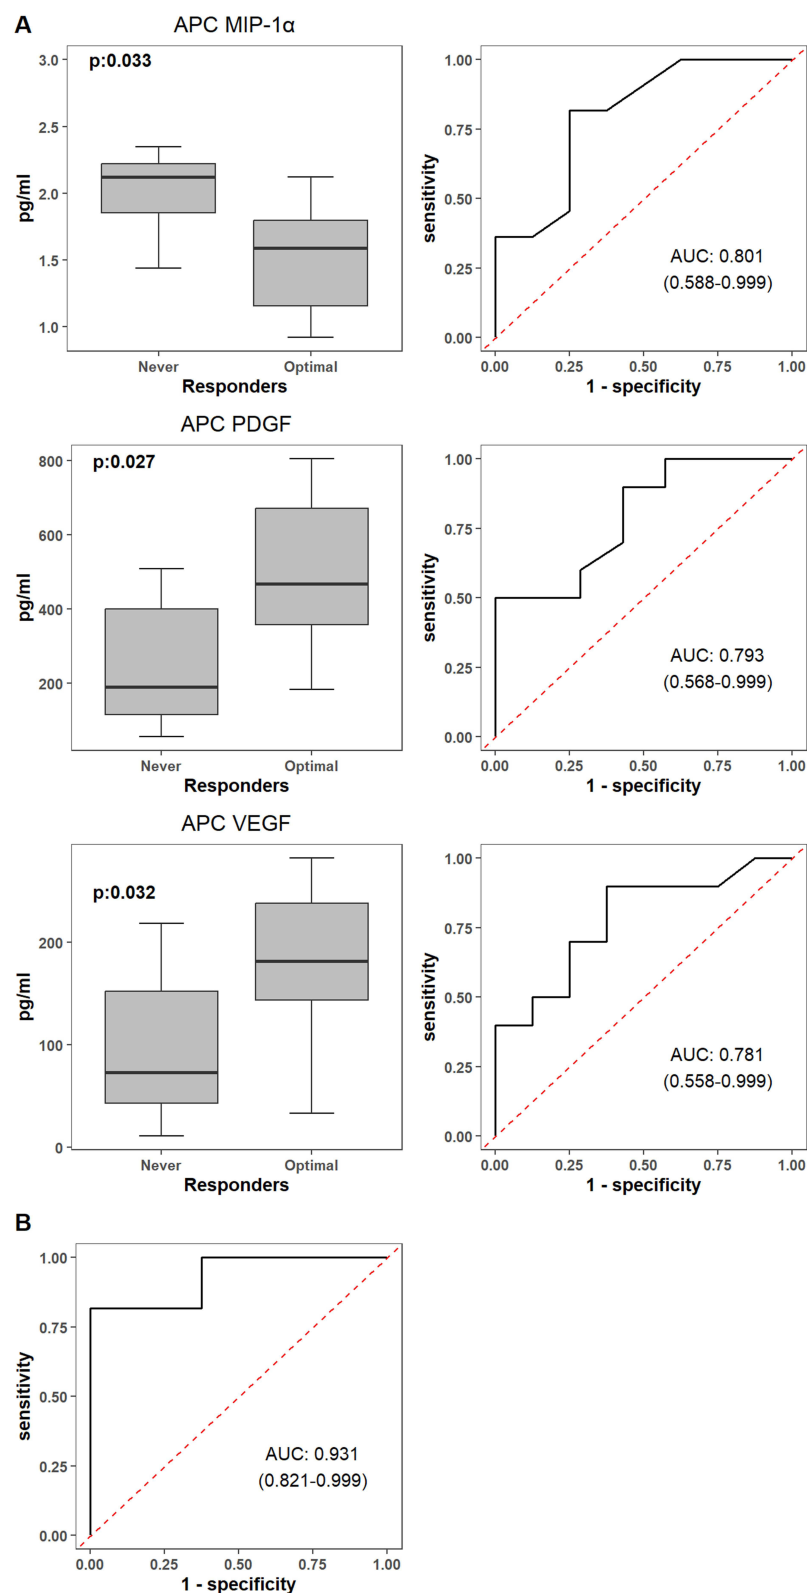 A
APC MIP-1α
p:0.033
pg/ml
3.0
2.5
2.0
1.5
1.0
Never
Optimal
Responders
sensitivity
1.00
0.75
0.50
0.25
0.00
AUC: 0.801
(0.588-0.999)
0.00 0.25 0.50 0.75 1.00
1 - specificity
APC PDGF
p:0.027
pg/ml
800
600
400
200
Never
Optimal
Responders
sensitivity
1.00
0.75
0.50
0.25
0.00
AUC: 0.793
(0.568-0.999)
0.00 0.25 0.50 0.75 1.00
1 - specificity
APC VEGF
p:0.032
pg/ml
200
100
0
Never
Optimal
Responders
sensitivity
1.00
0.75
0.50
0.25
0.00
AUC: 0.781
(0.558-0.999)
0.00 0.25 0.50 0.75 1.00
1 - specificity
B
sensitivity
1.00
0.75
0.50
0.25
0.00
AUC: 0.931
(0.821-0.999)
0.00 0.25 0.50 0.75 1.00
1 - specificity